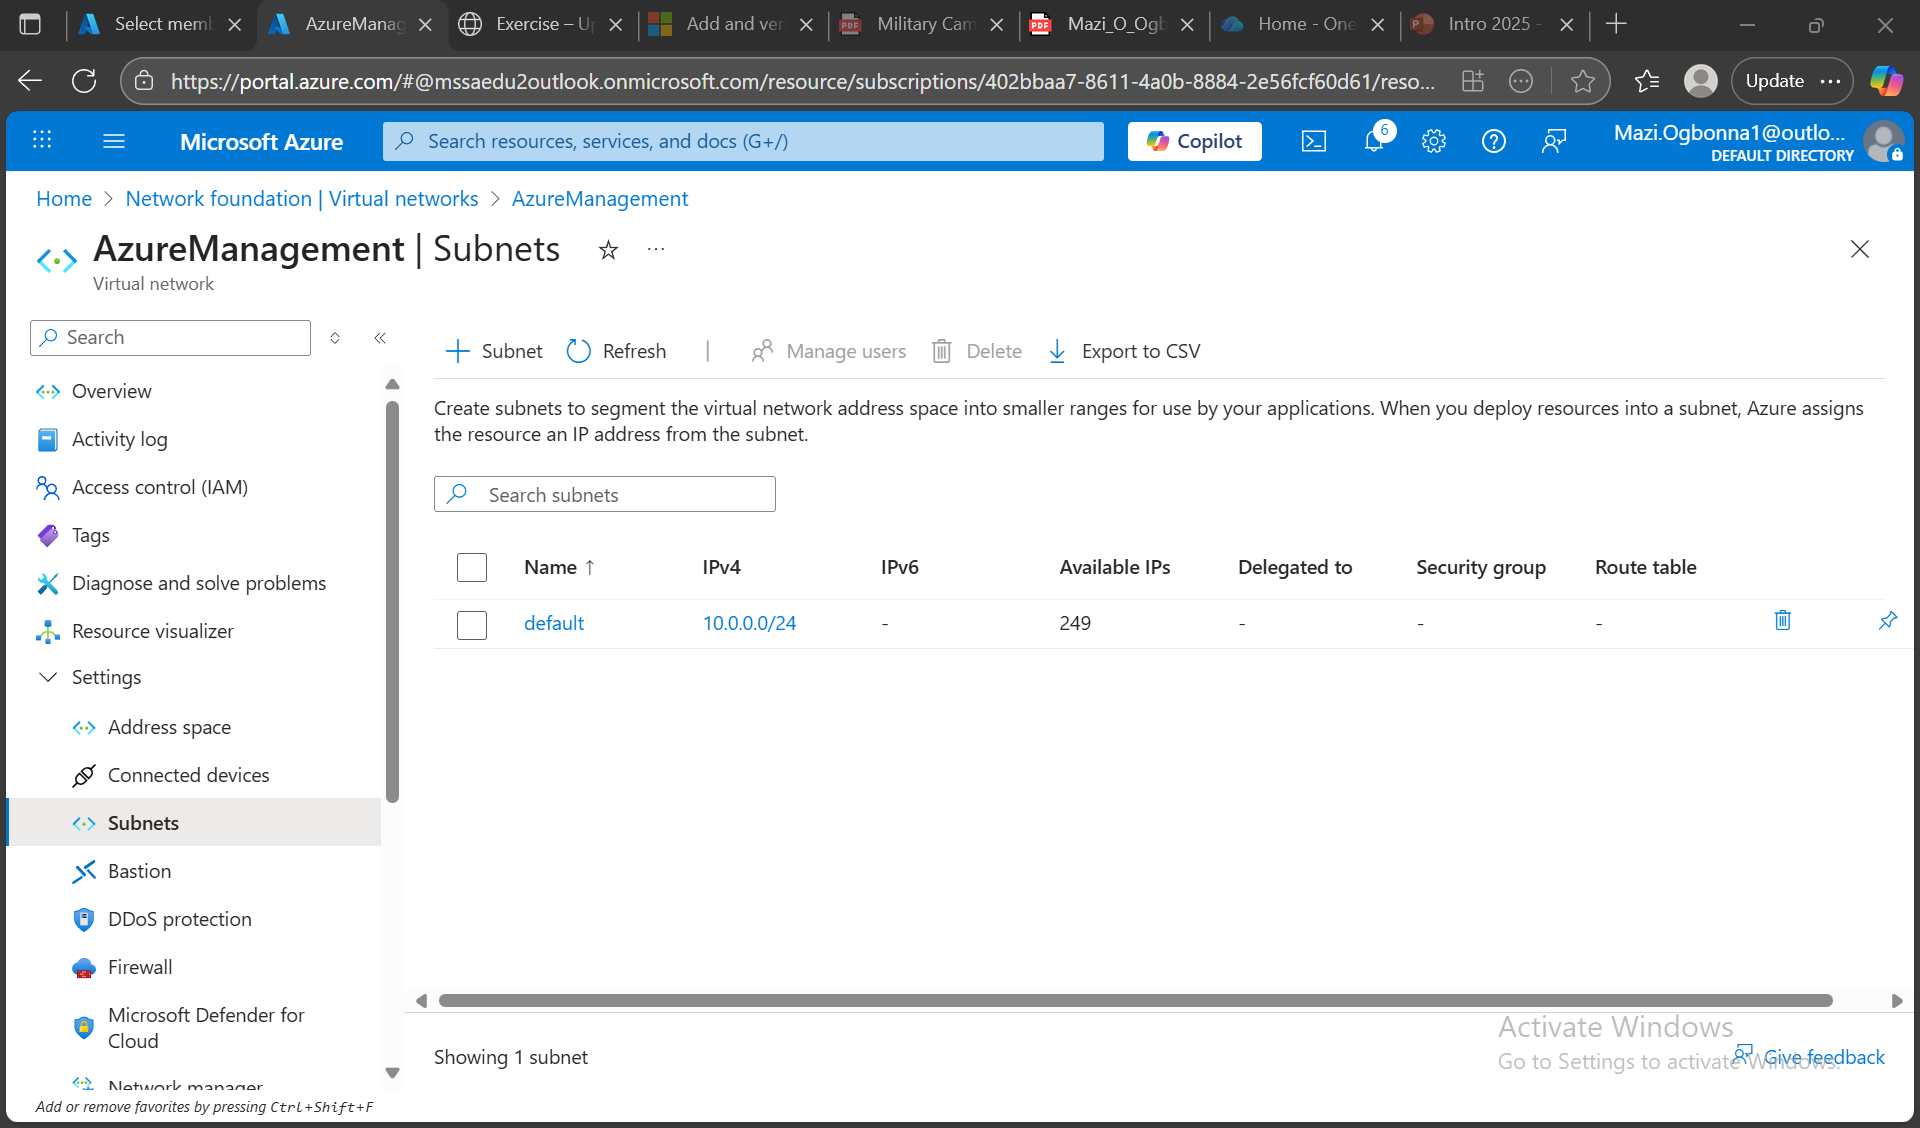 Select memb
AzureManag
Exercise – U
Add and ver
Military Cam
Mazi_O_Ogb
Home - One
Intro 2025 -
https://portal.azure.com/#@mssaedu2outlook.onmicrosoft.com/resource/subscriptions/402bbaa7-8611-4a0b-8884-2e56fcf60d61/reso...
Update
Microsoft Azure
Search resources, services, and docs (G+/)
Copilot
6
Mazi.Ogbonna1@outlo...
DEFAULT DIRECTORY
Home > Network foundation | Virtual networks > AzureManagement
AzureManagement | Subnets
Virtual network
Search
Overview
Activity log
Access control (IAM)
Tags
Diagnose and solve problems
Resource visualizer
Settings
Address space
Connected devices
Subnets
Bastion
DDoS protection
Firewall
Microsoft Defender for
Cloud
Network manager
Add or remove favorites by pressing Ctrl+Shift+F
Subnet
Refresh
Manage users
Delete
Export to CSV
Create subnets to segment the virtual network address space into smaller ranges for use by your applications. When you deploy resources into a subnet, Azure assigns
the resource an IP address from the subnet.
Search subnets
Name ↑ IPv4 IPv6 Available IPs Delegated to Security group Route table
default 10.0.0.0/24 - 249 - - -
Showing 1 subnet
Activate Windows
Go to Settings to activate Windows.
Give feedback